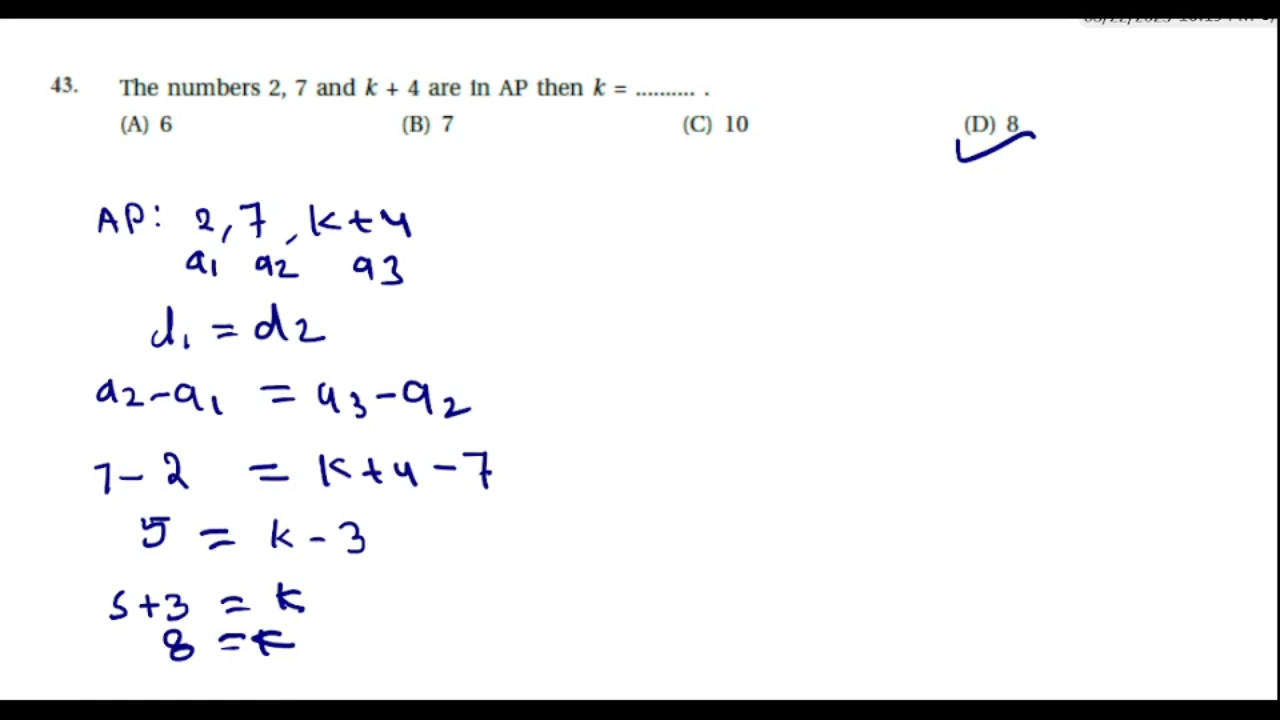 43. The numbers 2, 7 and k + 4 are in AP then k = .......... .
(A) 6 (B) 7 (C) 10 (D) 8
AP: 2, 7, k+4
a1 a2 a3
d1 = d2
a2-a1 = a3-a2
7-2 = k+4-7
5 = k-3
5+3 = k
8 = k